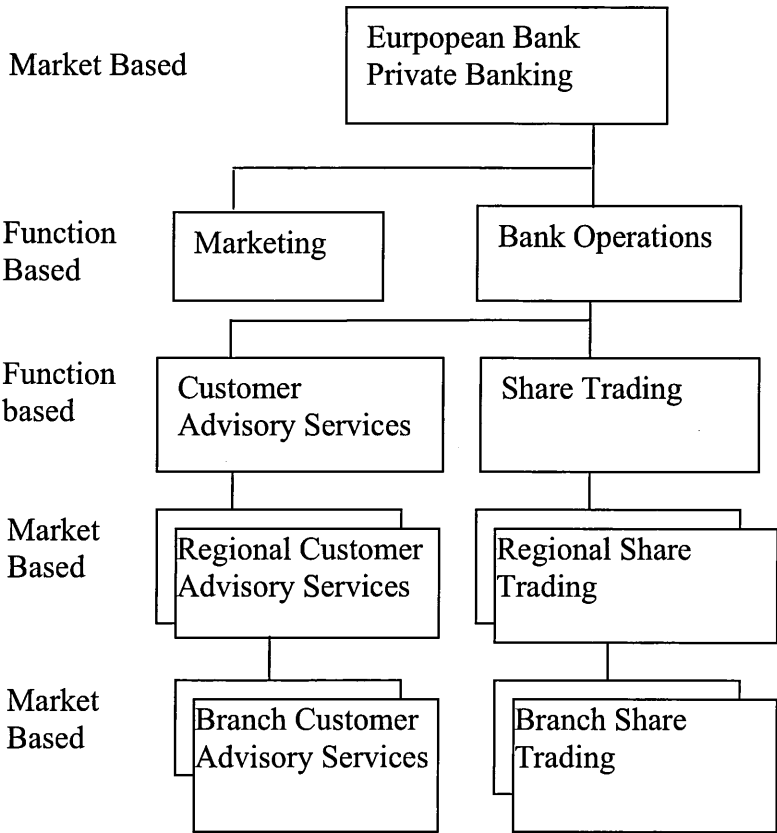 Market Based
Eurpopean Bank
Private Banking
Function
Based
Marketing
Bank Operations
Function
based
Customer
Advisory Services
Share Trading
Market
Based
Regional Customer
Advisory Services
Regional Share
Trading
Market
Based
Branch Customer
Advisory Services
Branch Share
Trading